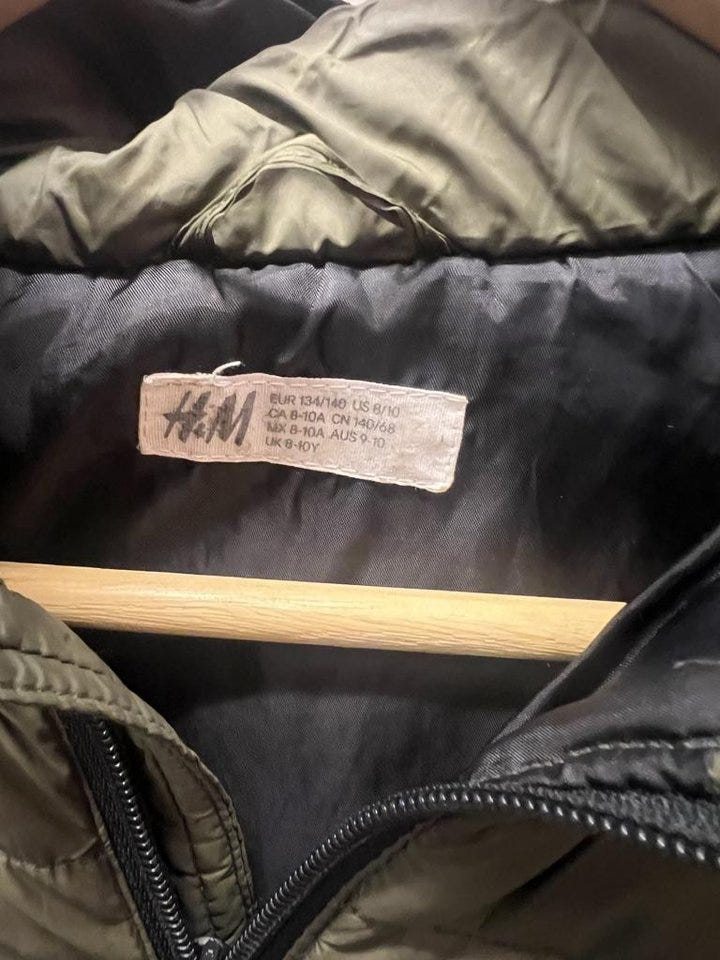 H&M
EUR 134/140 US 8/10
CA 8-10A CN 140/68
MX 8-10A AUS 9-10
UK 8-10Y